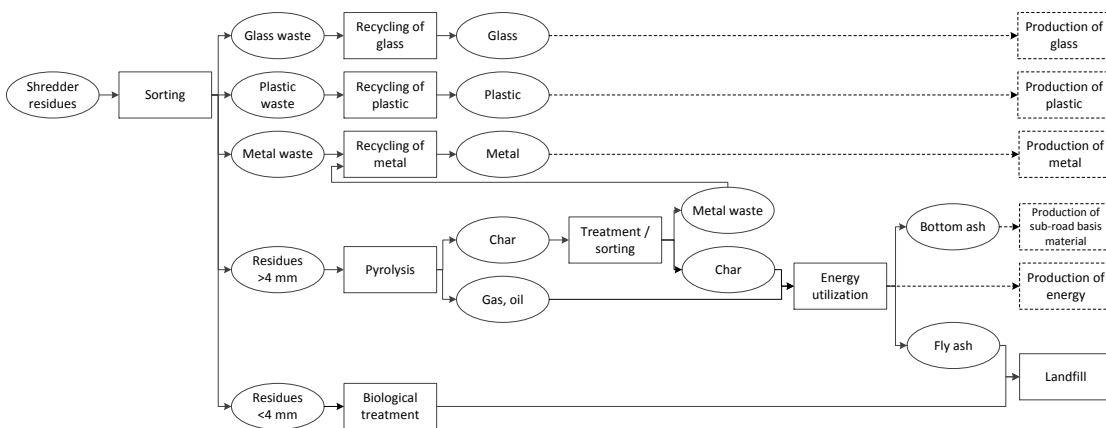 Glass waste
Recycling of
glass
Glass
Production of
glass
Shredder
residues
Sorting
Plastic
waste
Recycling of
plastic
Plastic
Production of
plastic
Metal waste
Recycling of
metal
Metal
Production of
metal
Metal waste
Bottom ash
Production of
sub-road basis
material
Char
Treatment /
sorting
Residues
>4 mm
Pyrolysis
Char
Energy
utilization
Production of
energy
Gas, oil
Fly ash
Landfill
Residues
<4 mm
Biological
treatment